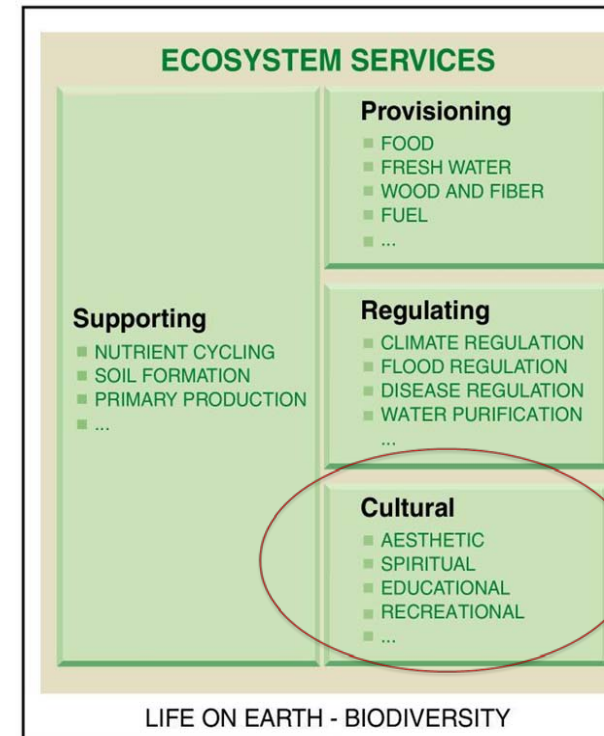 ECOSYSTEM SERVICES
Supporting
NUTRIENT CYCLING
SOIL FORMATION
PRIMARY PRODUCTION
...
Provisioning
FOOD
FRESH WATER
WOOD AND FIBER
FUEL
...
Regulating
CLIMATE REGULATION
FLOOD REGULATION
DISEASE REGULATION
WATER PURIFICATION
...
Cultural
AESTHETIC
SPIRITUAL
EDUCATIONAL
RECREATIONAL
...
LIFE ON EARTH - BIODIVERSITY